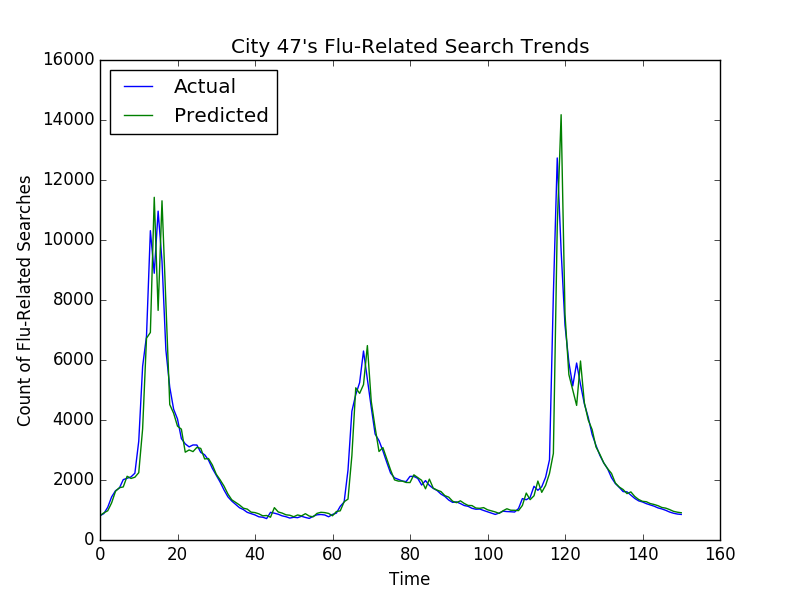 City 47's Flu-Related Search Trends
16000
14000
12000
10000
8000
6000
4000
2000
0
Actual
Predicted
Count of Flu-Related Searches
0 20 40 60 80 100 120 140 160
Time